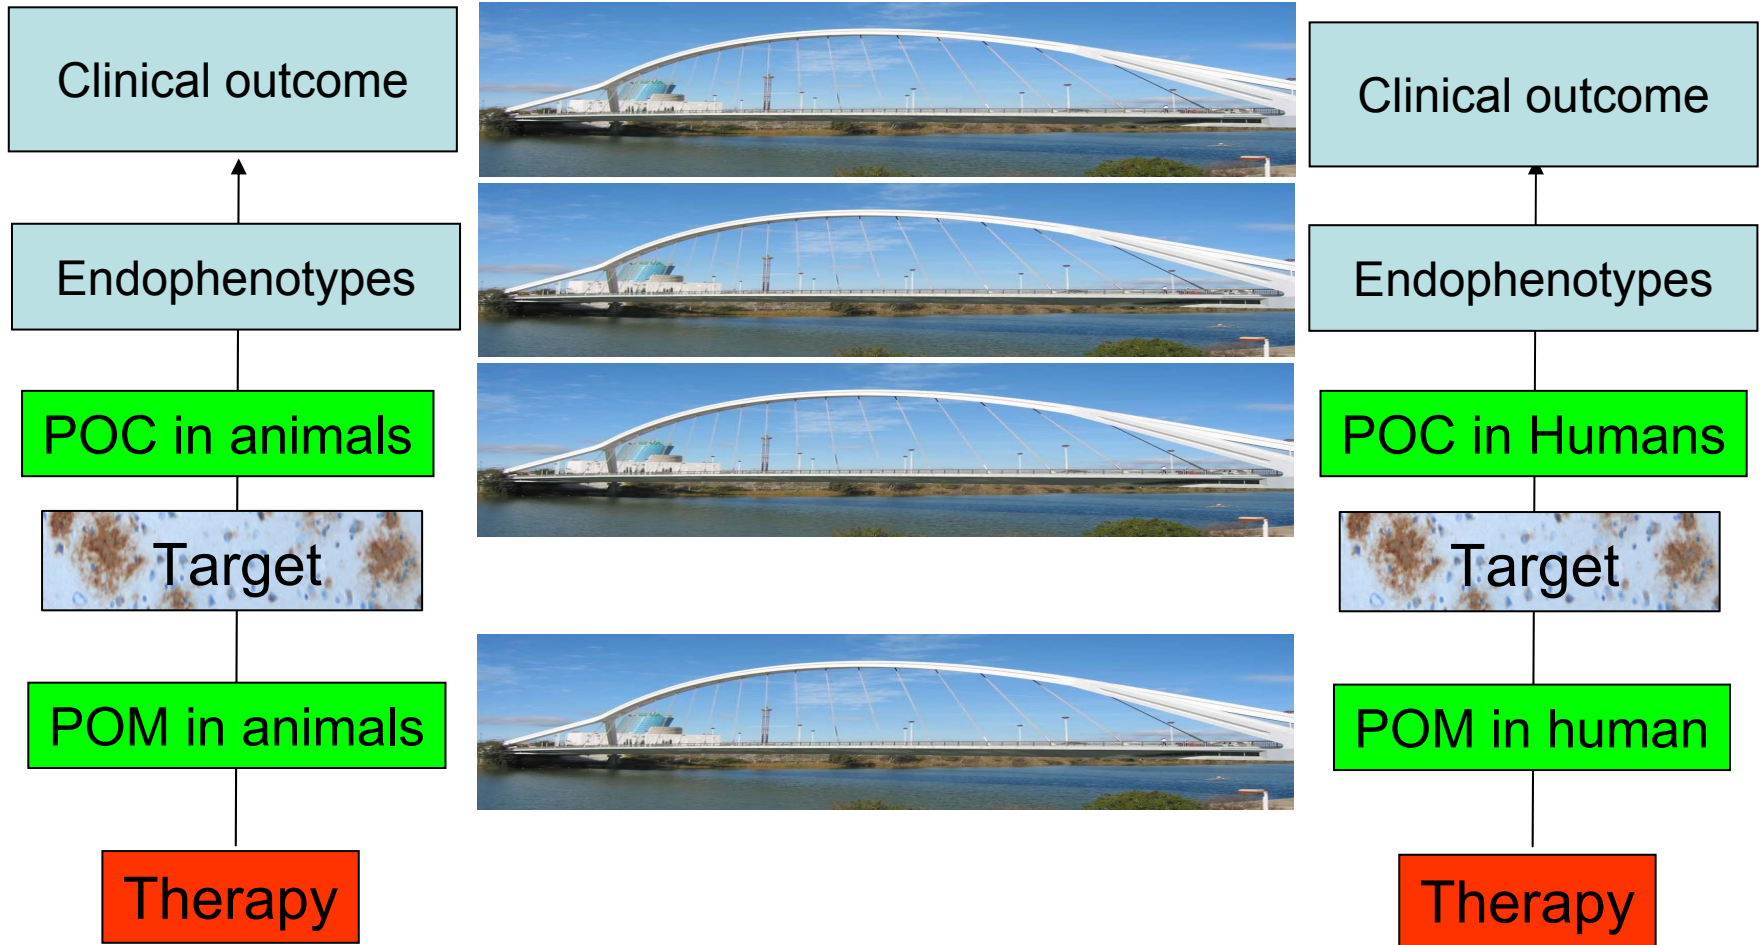 Clinical outcome
Endophenotypes
POC in animals
Target
POM in animals
Therapy
Clinical outcome
Endophenotypes
POC in Humans
Target
POM in human
Therapy